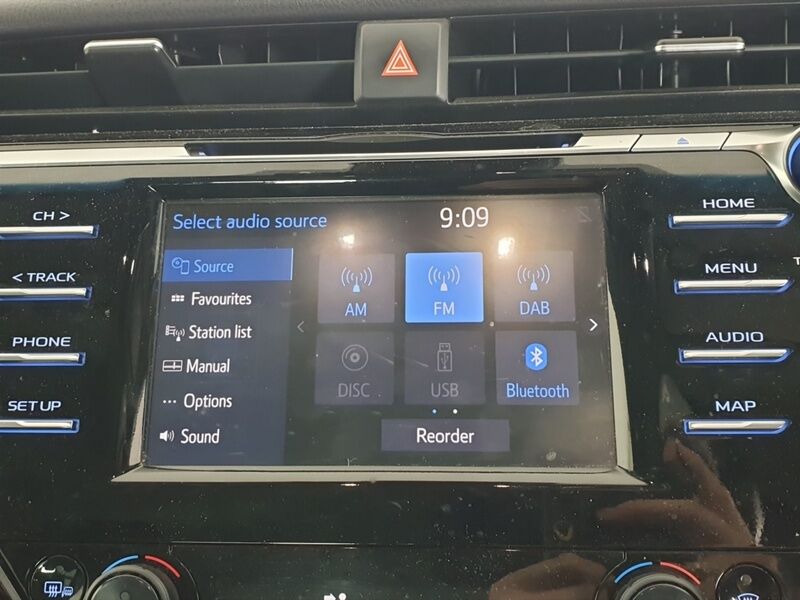 CH >
< TRACK
PHONE
SETUP
Select audio source
9:09
Source
Favourites
Station list
Manual
Options
Sound
AM
FM
DAB
DISC
USB
Bluetooth
Reorder
HOME
MENU
AUDIO
MAP